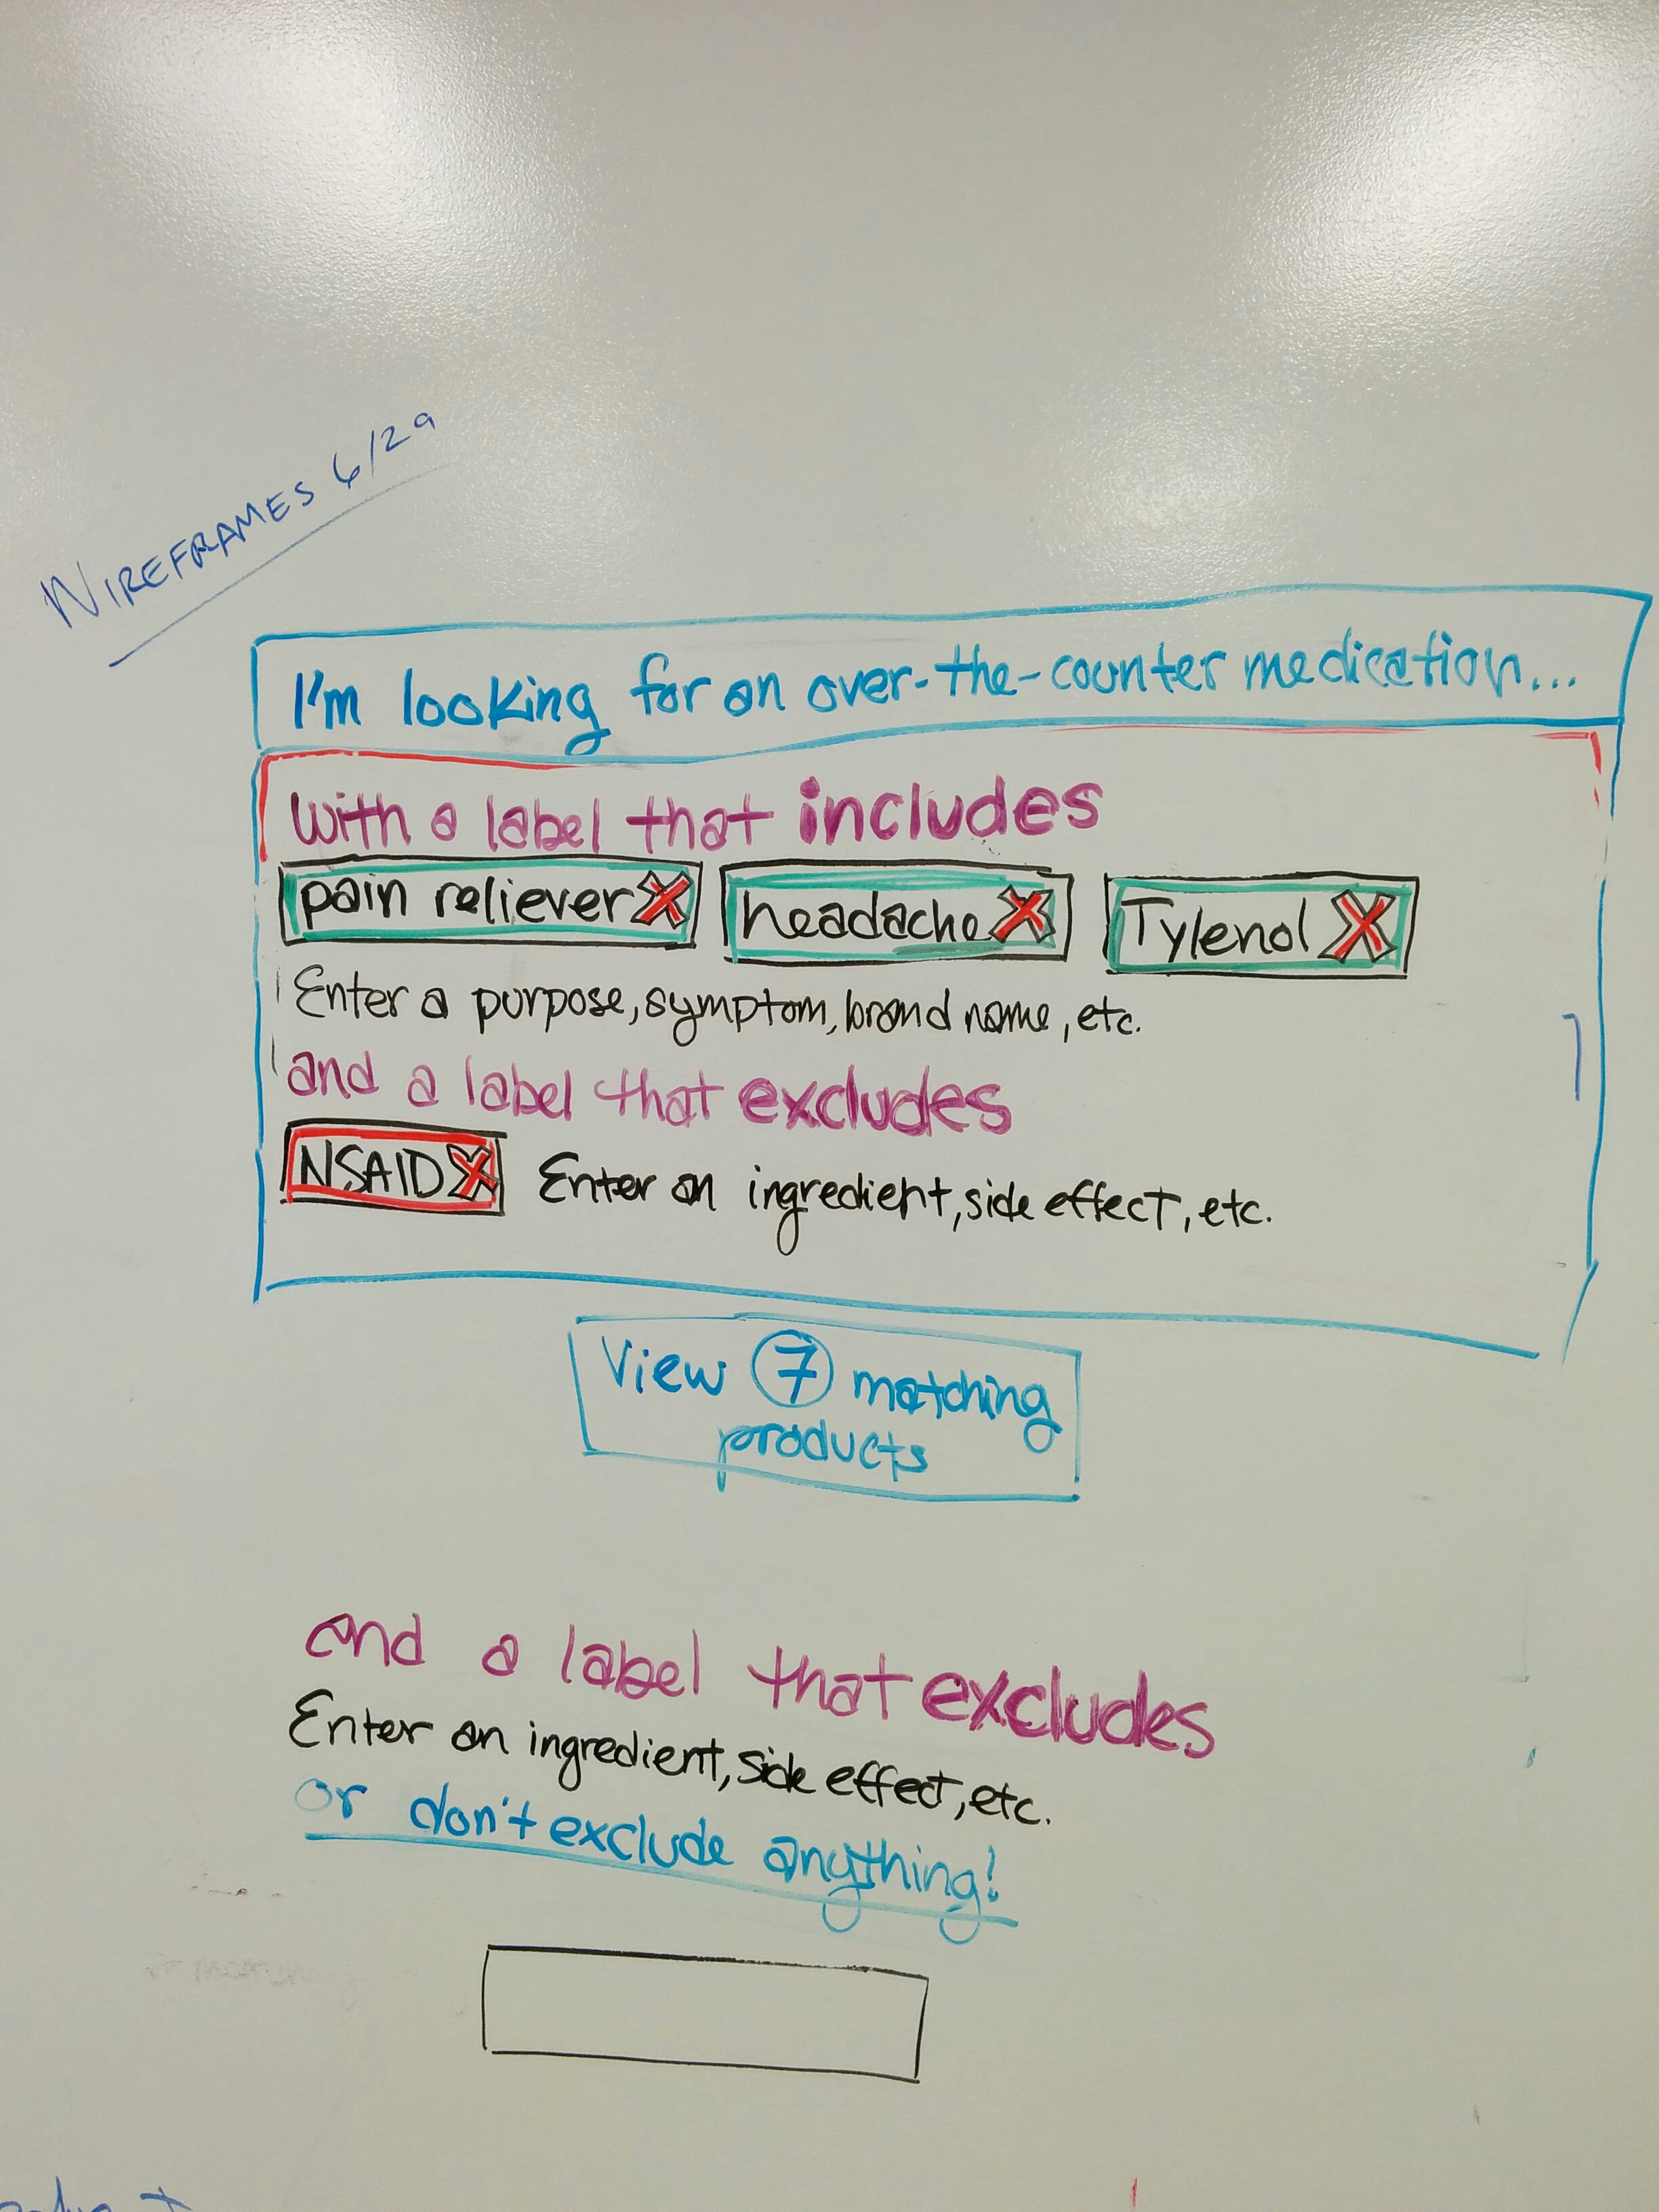 WIREFRAMES 6/29
I'm looking for an over-the-counter medication...
with a label that includes
pain reliever X headache X Tylenol X
Enter a purpose, symptom, brand name, etc.
and a label that excludes
NSAID X Enter an ingredient, side effect, etc.
View 7 matching
products
and a label that excludes
Enter an ingredient, side effect, etc.
or don't exclude anything!